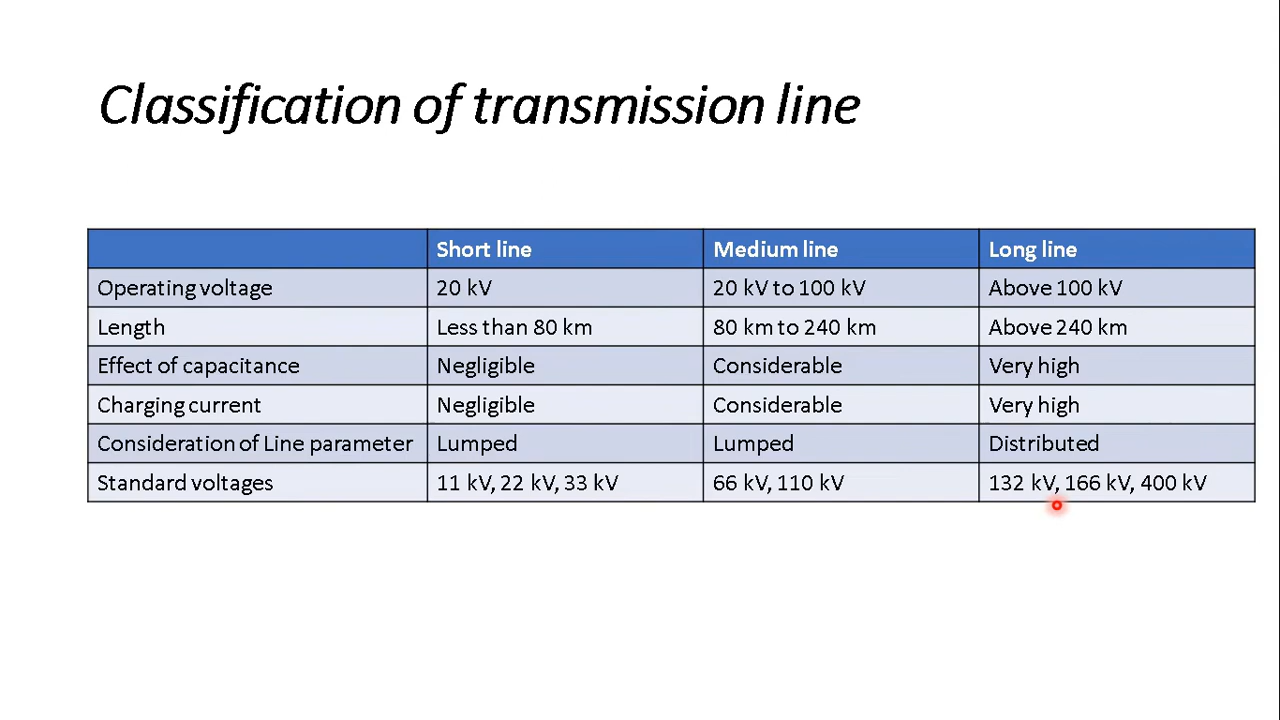 Classification of transmission line
Short line Medium line Long line
Operating voltage 20 kV 20 kV to 100 kV Above 100 kV
Length Less than 80 km 80 km to 240 km Above 240 km
Effect of capacitance Negligible Considerable Very high
Charging current Negligible Considerable Very high
Consideration of Line parameter Lumped Lumped Distributed
Standard voltages 11 kV, 22 kV, 33 kV 66 kV, 110 kV 132 kV, 166 kV, 400 kV